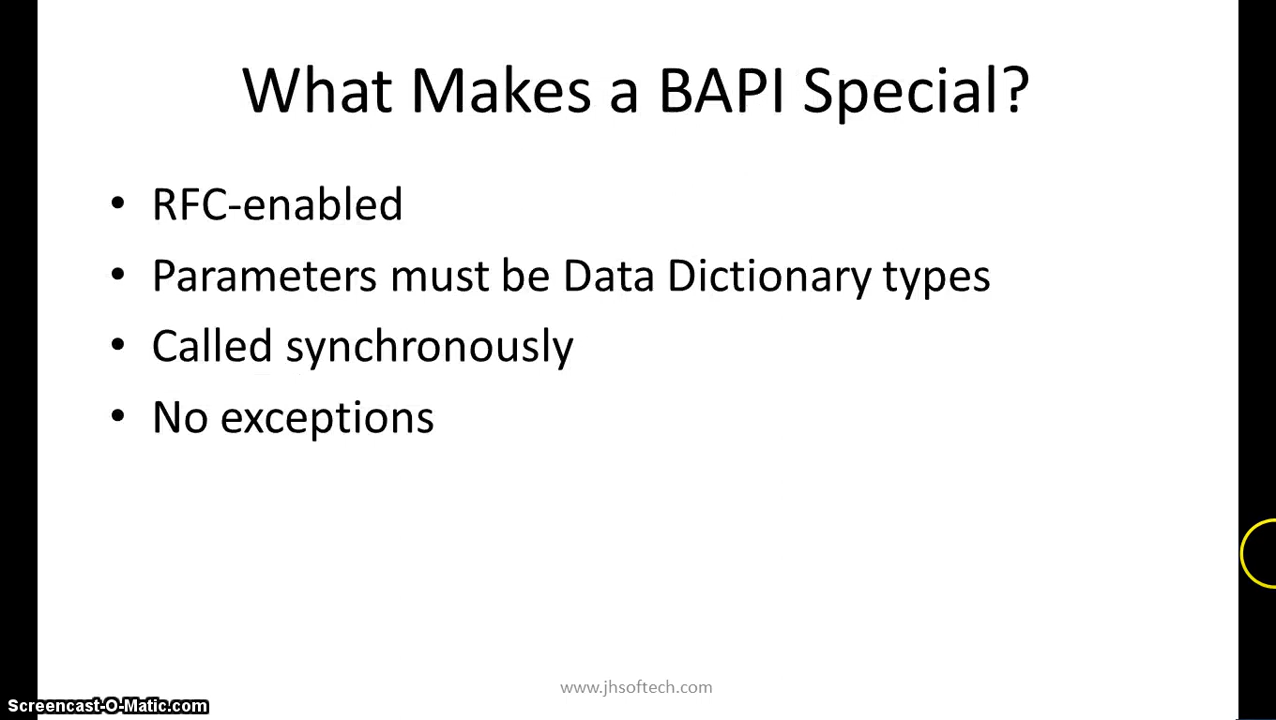 What Makes a BAPI Special?
• RFC-enabled
• Parameters must be Data Dictionary types
• Called synchronously
• No exceptions
www.jhsoftech.com
Screencast-O-Matic.com